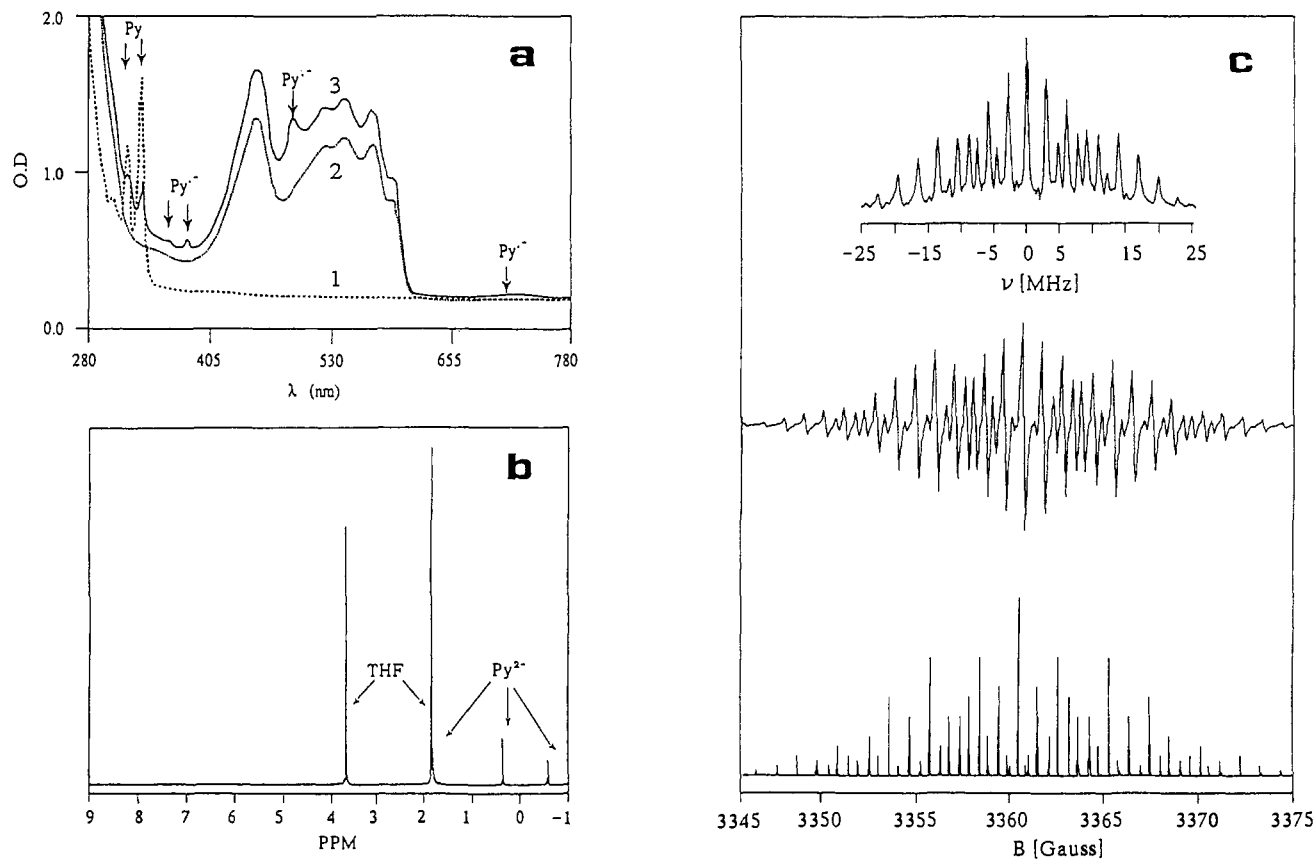 a
2.0
1.0
0.0
O.D
Py
Py·⁻
Py·⁻
Py·⁻
3
2
1
280 405 530 655 780
λ (nm)
b
THF
Py²⁻
9 8 7 6 5 4 3 2 1 0 -1
PPM
c
-25 -15 -5 0 5 15 25
ν [MHz]
3345 3350 3355 3360 3365 3370 3375
B [Gauss]